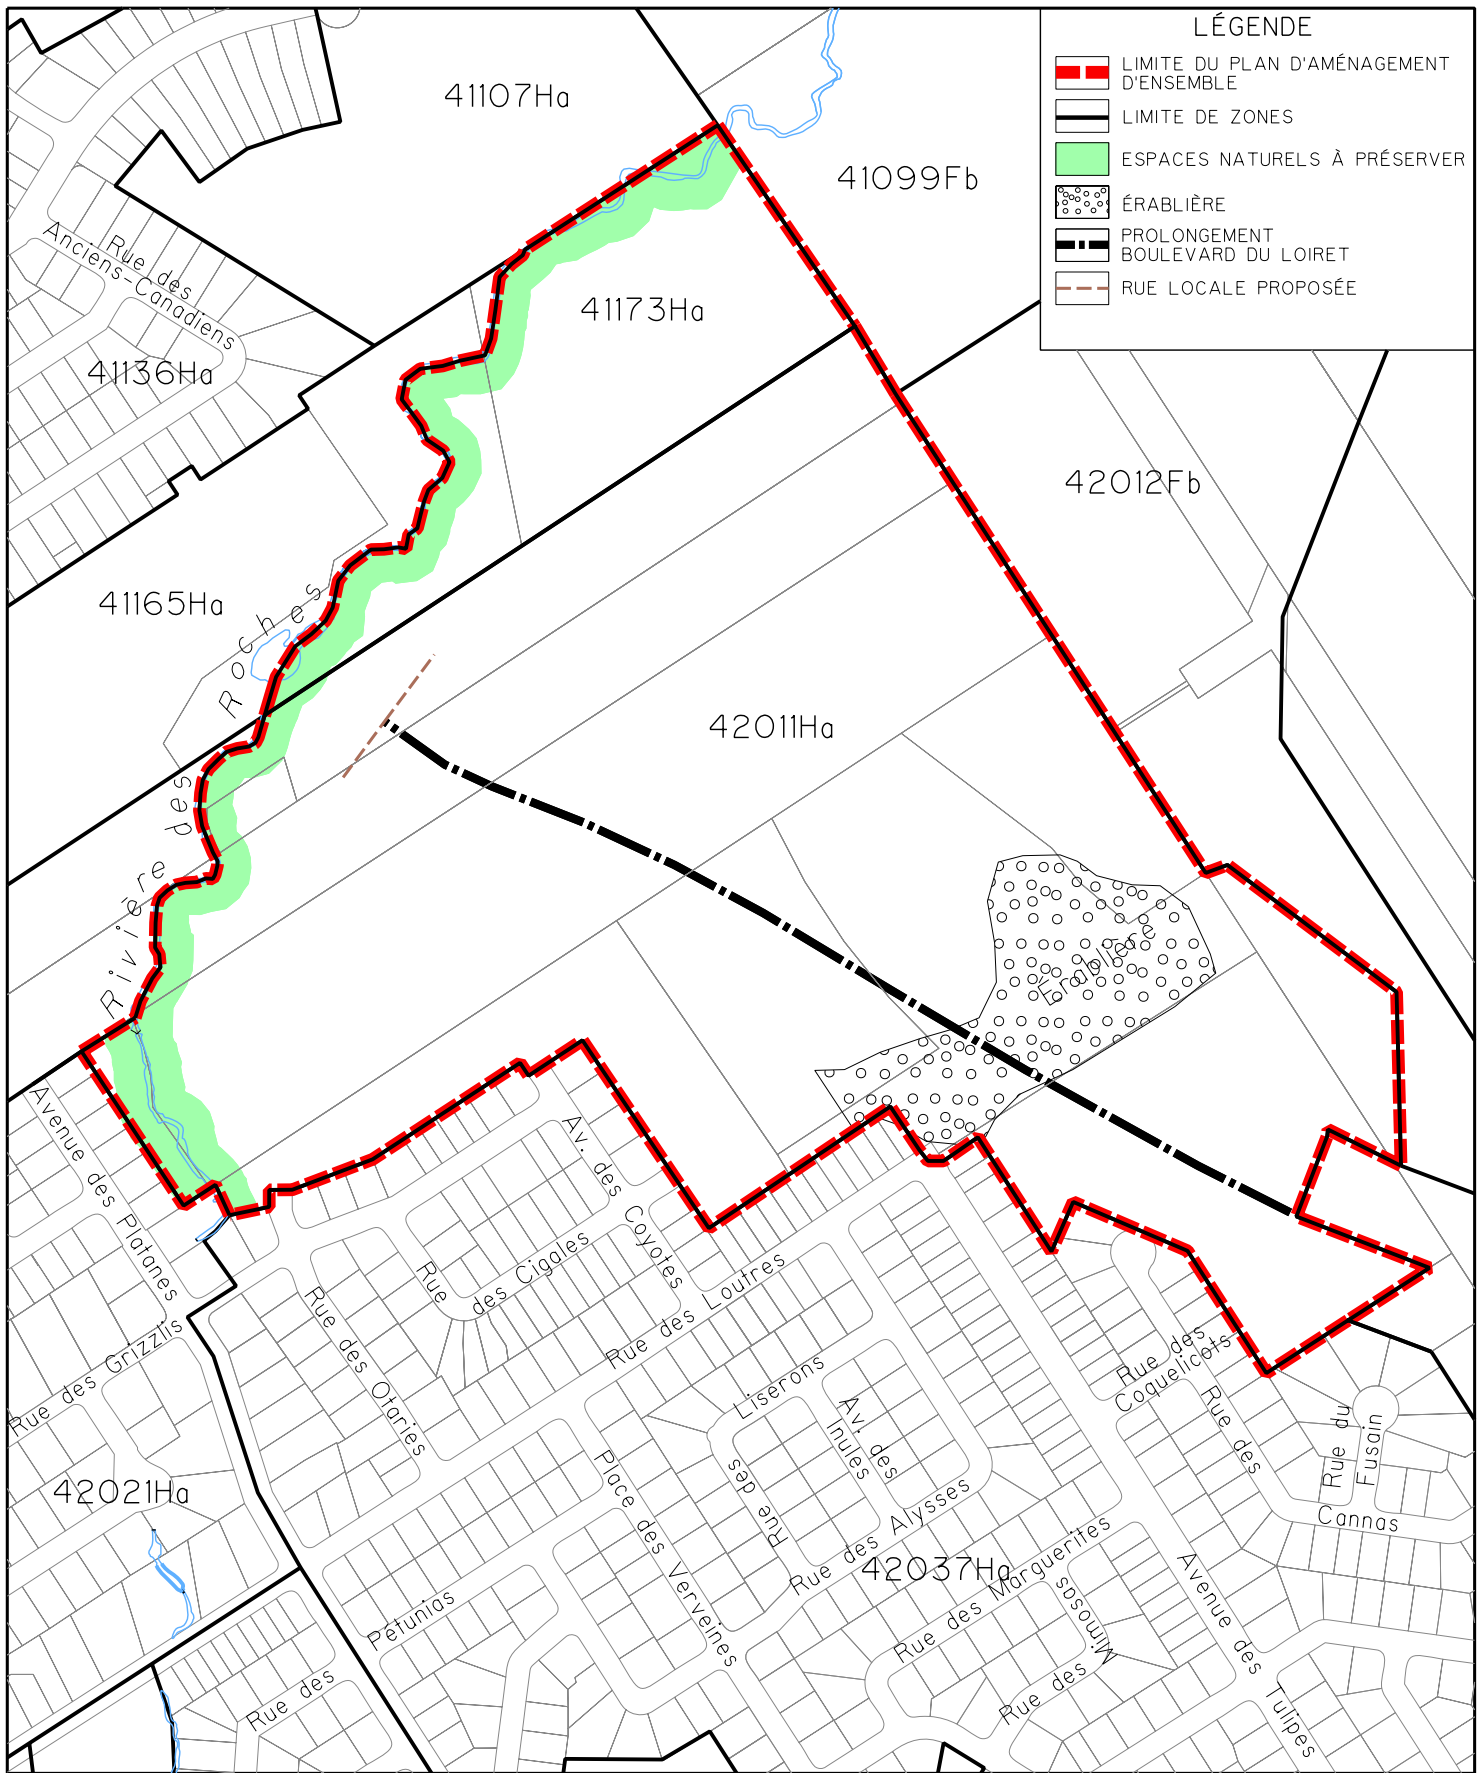 LÉGENDE
LIMITE DU PLAN D'AMÉNAGEMENT
D'ENSEMBLE
LIMITE DE ZONES
ESPACES NATURELS À PRÉSERVER
ÉRABLIÈRE
PROLONGEMENT
BOULEVARD DU LOIRET
RUE LOCALE PROPOSÉE
41107Ha
41099Fb
Rue des
Anciens-Canadiens
41173Ha
41136Ha
42012Fb
41165Ha
Rivière des Roches
42011Ha
Érablière
Avenue des Platanes
Av. des
Coyotes
Rue
des Cigales
Rue des Loutres
Rue des Otaries
Rue des Grizzlis
Rue des
Coquelicots
Liserons
Rue des
Av. des
Inules
Rue des
Cannas
Rue du
Fusain
42021Ha
Place des Verveines
Rue des Alysses
42037Ha
Rue des Marguerites
Mimosas
Rue des
Avenue des Tulipes
Pétunias
Rue des